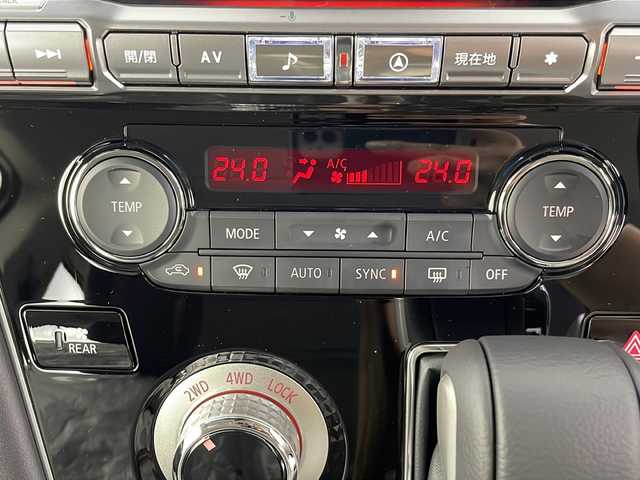 開/閉 AV 現在地
24.0 A/C 24.0
TEMP TEMP
MODE A/C
AUTO SYNC OFF
REAR
2WD 4WD LOCK